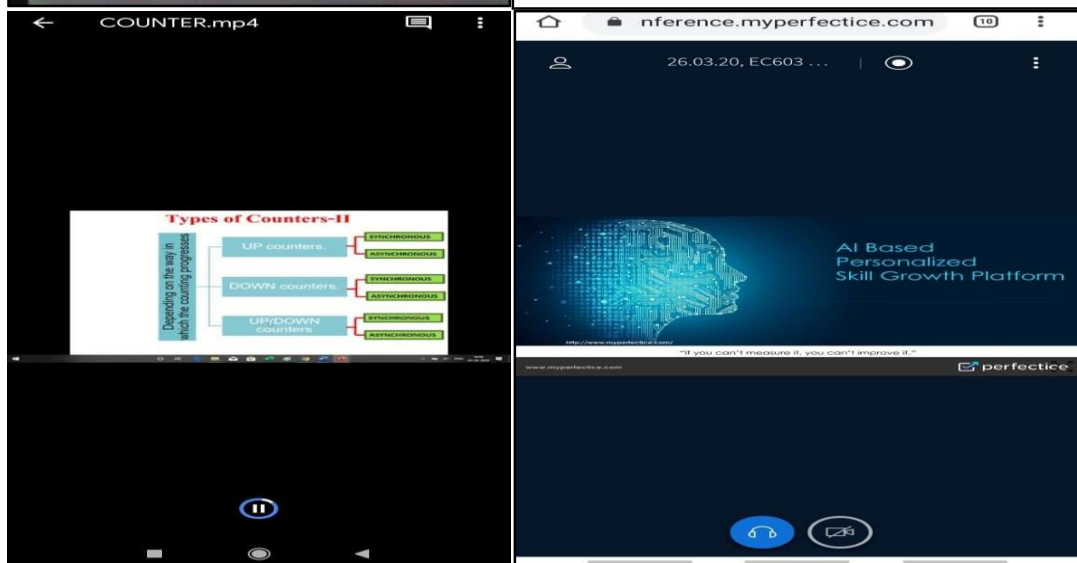 COUNTER.mp4
Types of Counters-II
Depending on the way in
which the counting progresses
UP counters.
SYNCHRONOUS
ASYNCHRONOUS
DOWN counters.
SYNCHRONOUS
ASYNCHRONOUS
UP/DOWN
counters
SYNCHRONOUS
ASYNCHRONOUS
nference.myperfectice.com
10
26.03.20, EC603 ...
AI Based
Personalized
Skill Growth Platform
http://www.myperfectice.com/
"If you can't measure it, you can't improve it."
www.myperfectice.com
perfectice